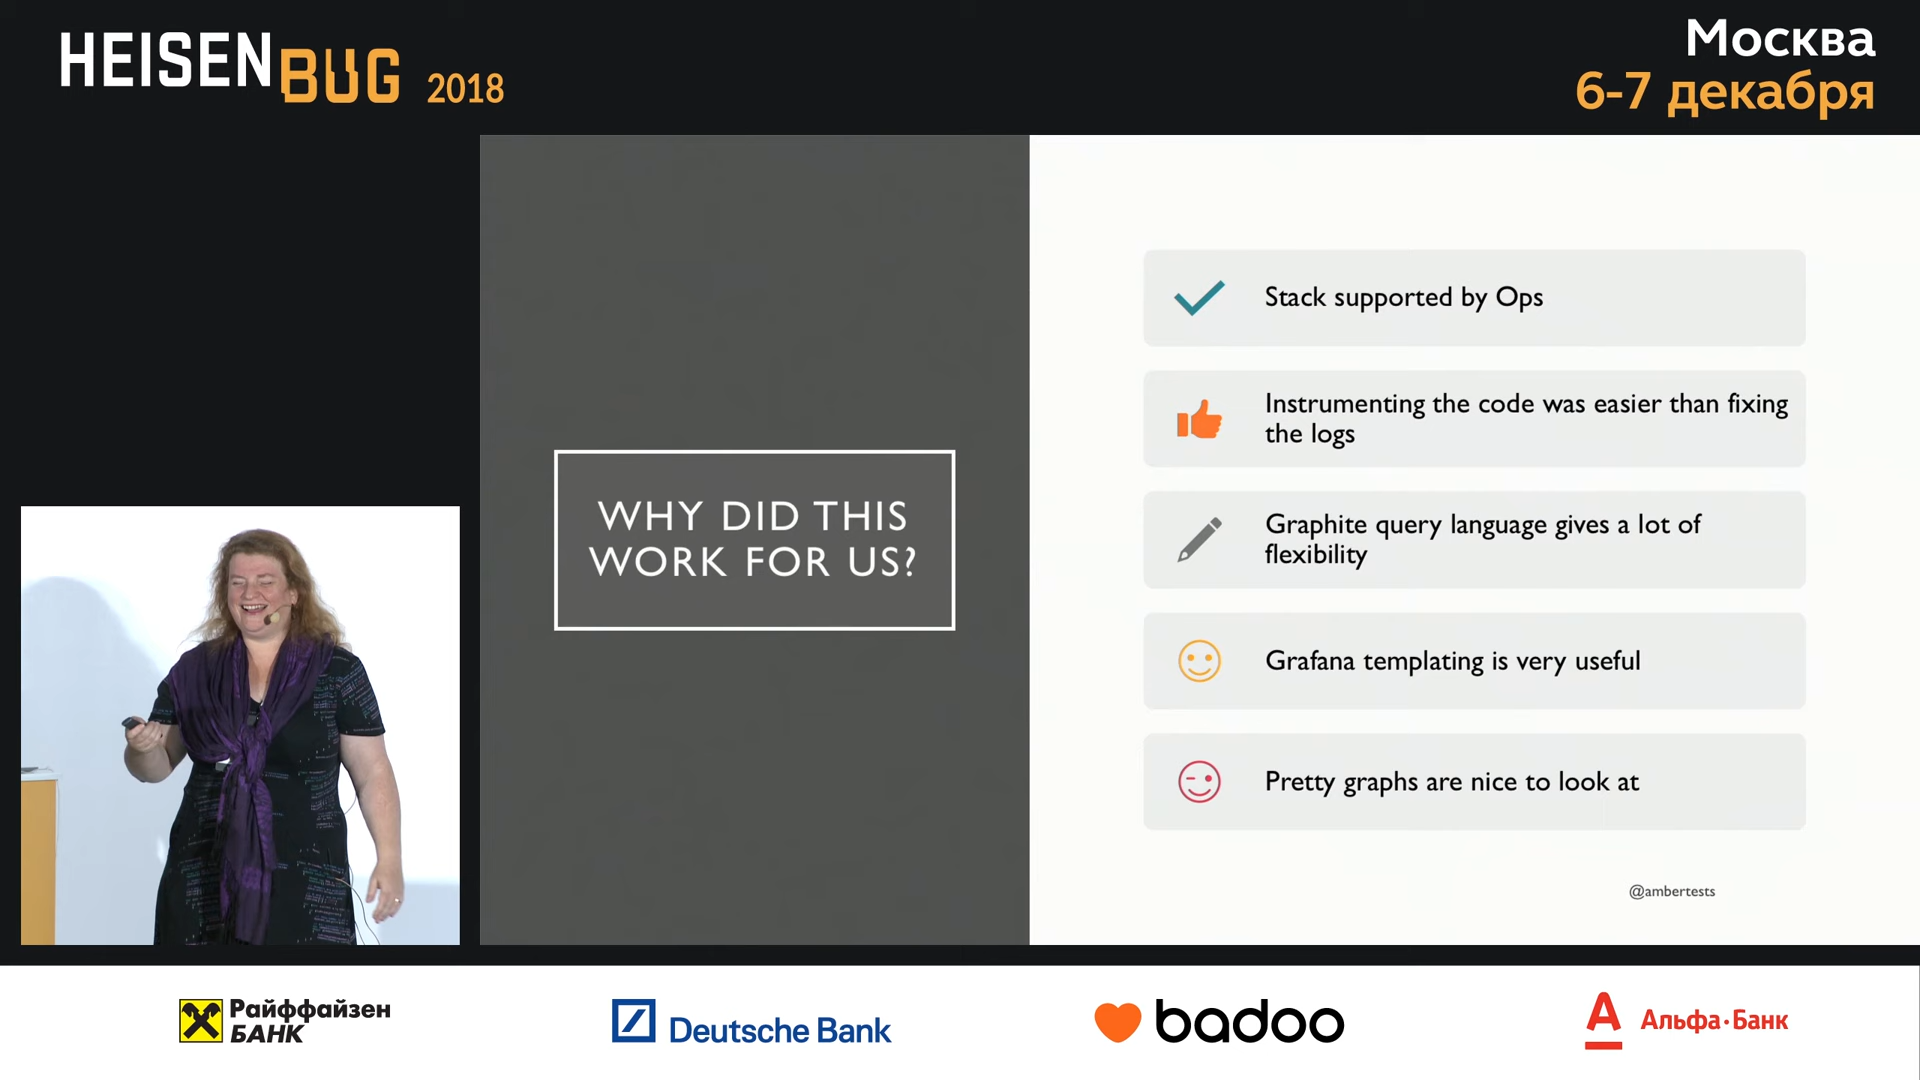 HEISENBUG 2018
Москва
6-7 декабря
WHY DID THIS
WORK FOR US?
Stack supported by Ops
Instrumenting the code was easier than fixing
the logs
Graphite query language gives a lot of
flexibility
Grafana templating is very useful
Pretty graphs are nice to look at
@ambertests
Райффайзен
БАНК
Deutsche Bank
badoo
Альфа·Банк